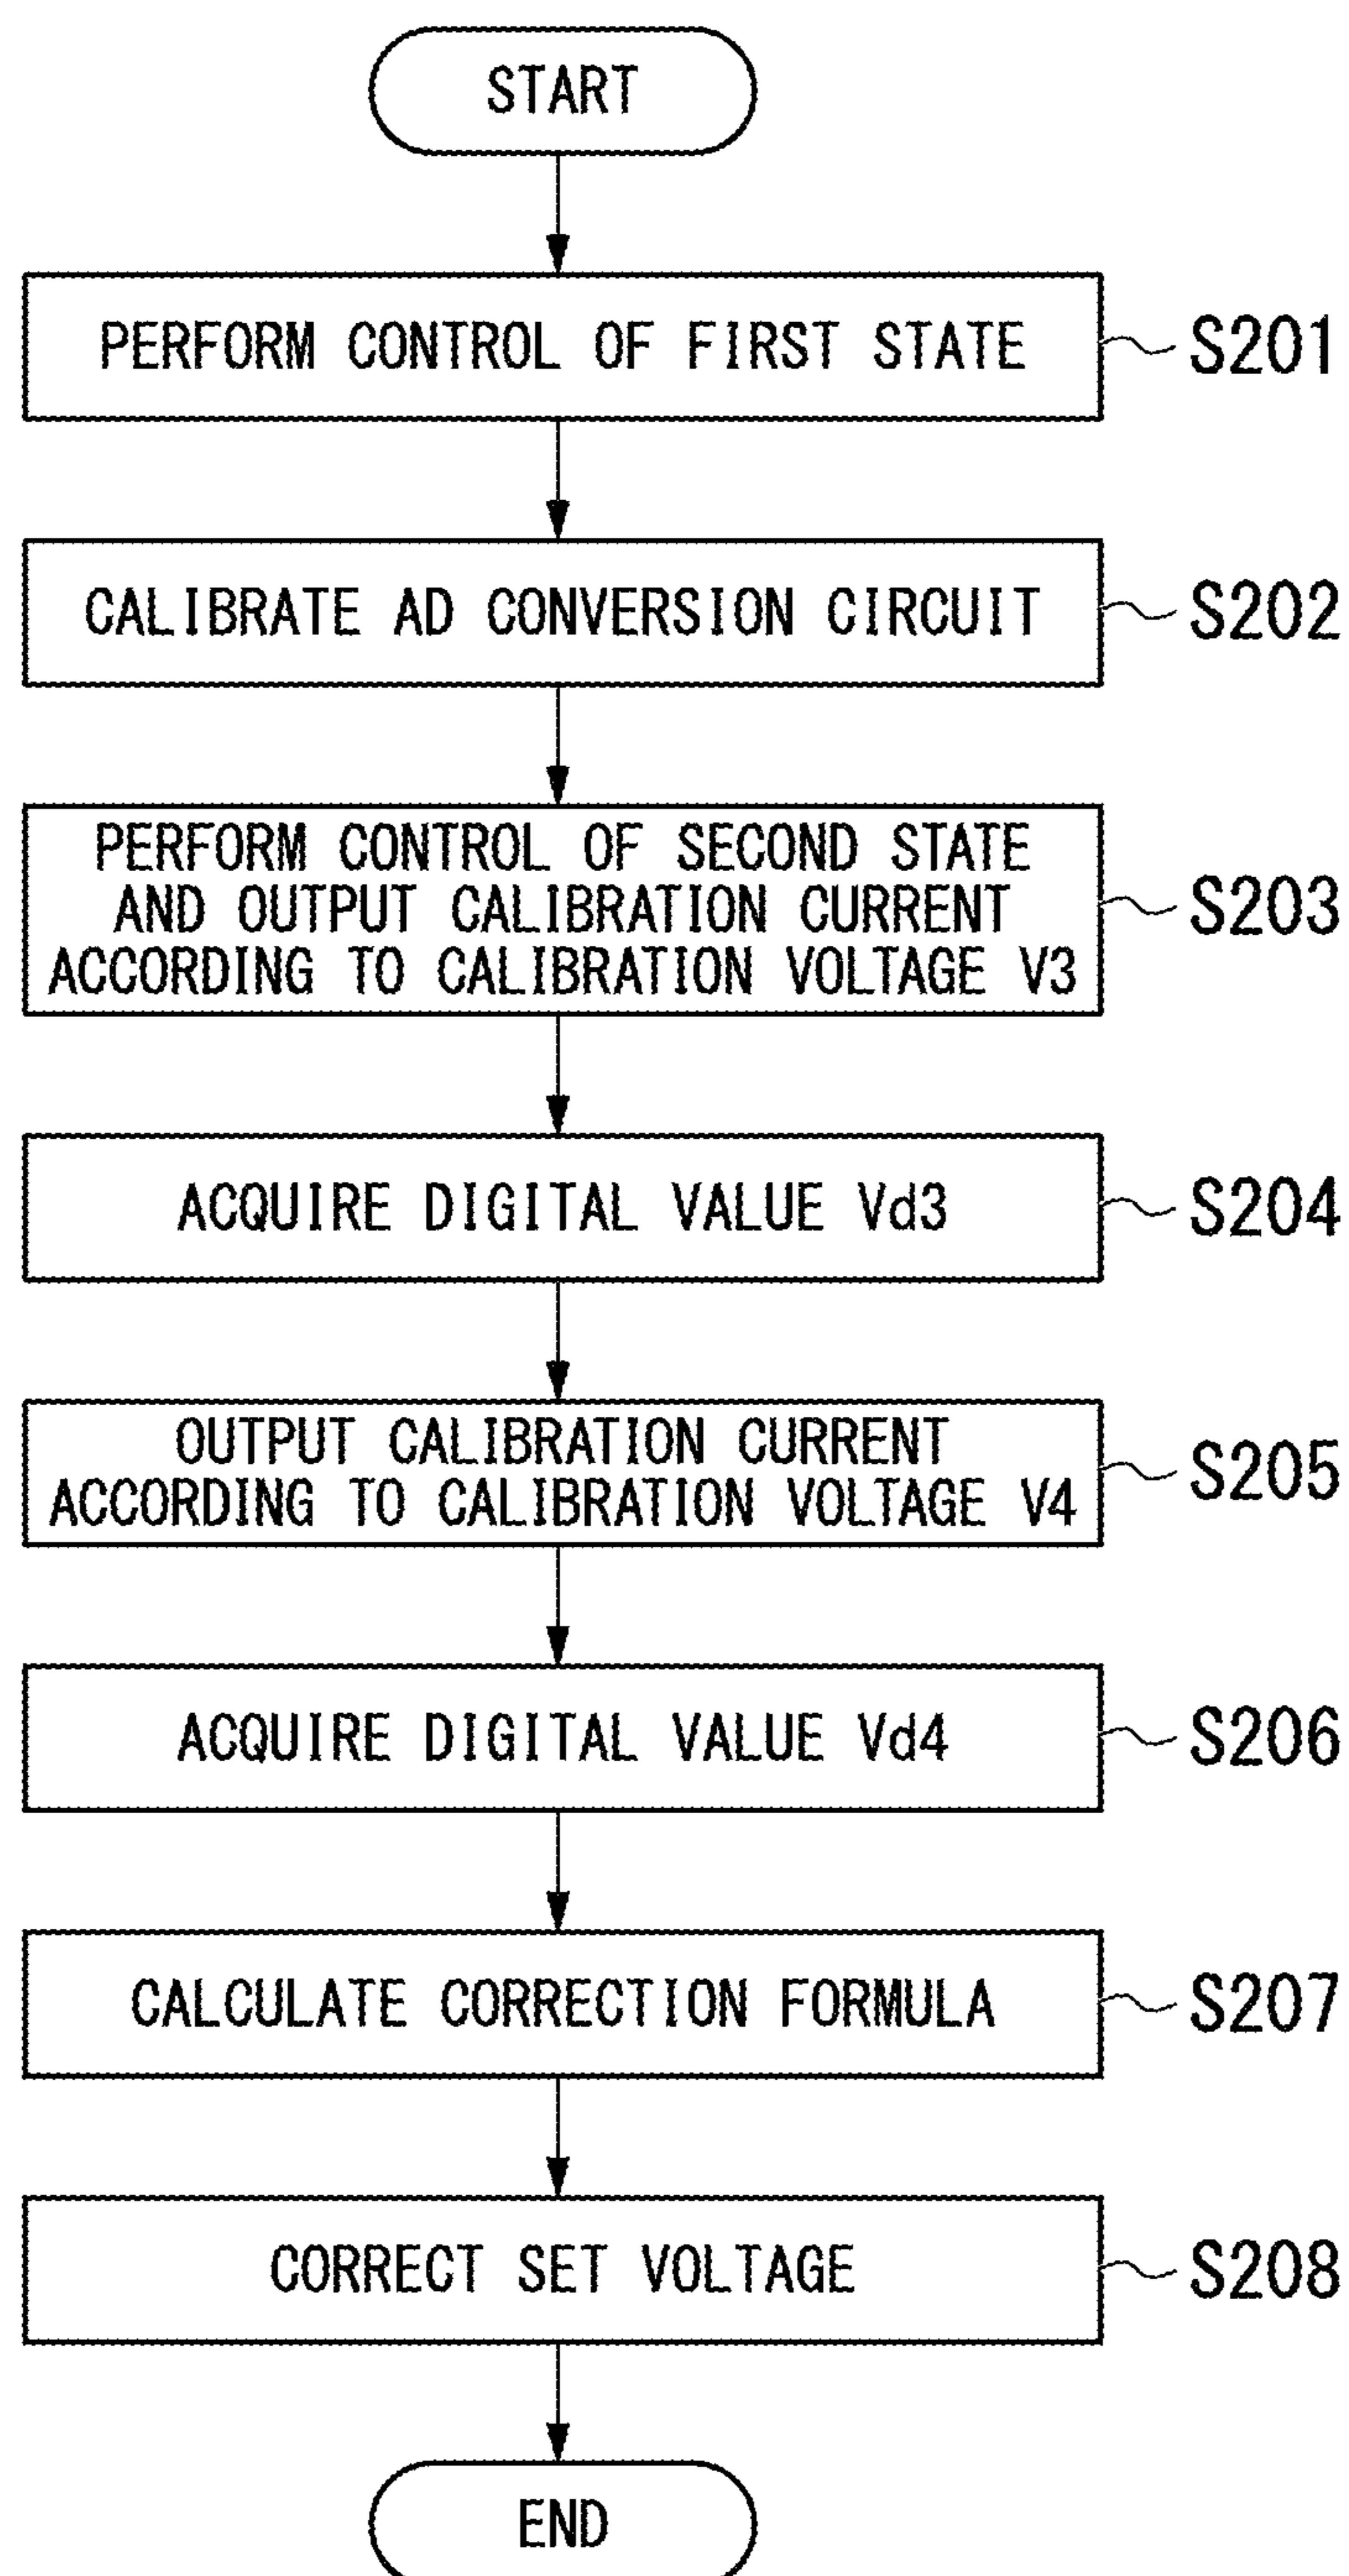 START
PERFORM CONTROL OF FIRST STATE
S201
CALIBRATE AD CONVERSION CIRCUIT
S202
PERFORM CONTROL OF SECOND STATE
AND OUTPUT CALIBRATION CURRENT
ACCORDING TO CALIBRATION VOLTAGE V3
S203
ACQUIRE DIGITAL VALUE Vd3
S204
OUTPUT CALIBRATION CURRENT
ACCORDING TO CALIBRATION VOLTAGE V4
S205
ACQUIRE DIGITAL VALUE Vd4
S206
CALCULATE CORRECTION FORMULA
S207
CORRECT SET VOLTAGE
S208
END